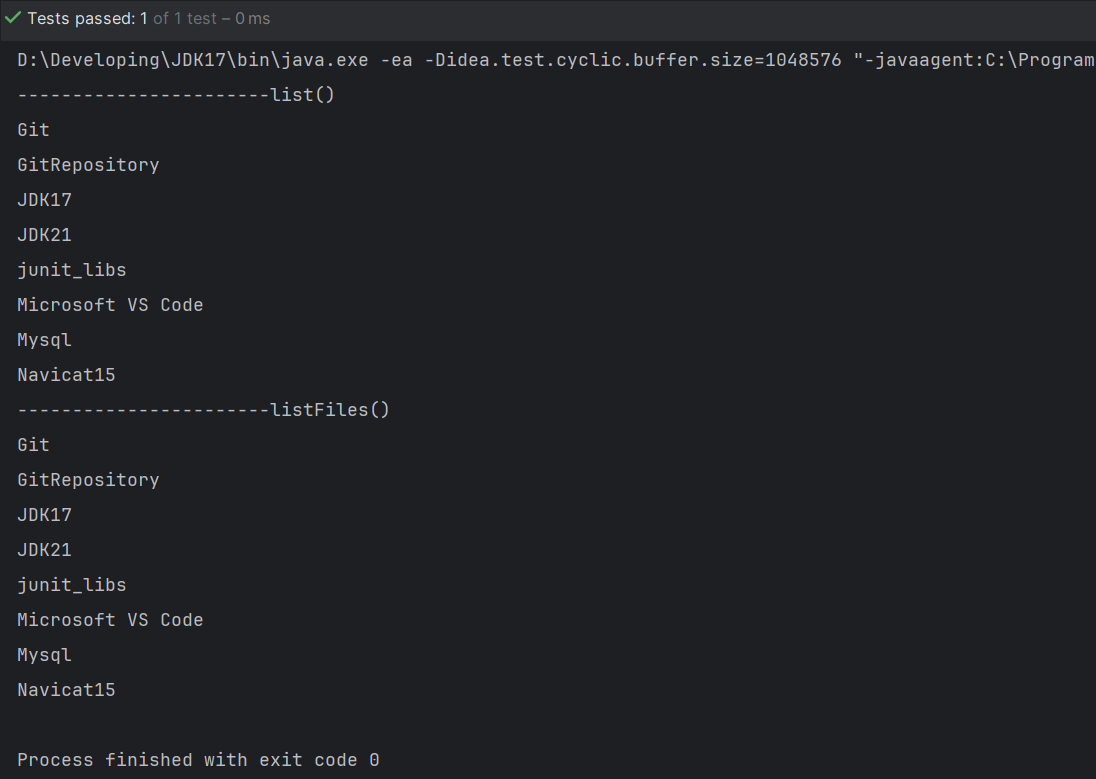 Tests passed: 1 of 1 test – 0 ms
D:\Developing\JDK17\bin\java.exe -ea -Didea.test.cyclic.buffer.size=1048576 "-javaagent:C:\Program
-----------------------list()
Git
GitRepository
JDK17
JDK21
junit_libs
Microsoft VS Code
Mysql
Navicat15
-----------------------listFiles()
Git
GitRepository
JDK17
JDK21
junit_libs
Microsoft VS Code
Mysql
Navicat15
Process finished with exit code 0